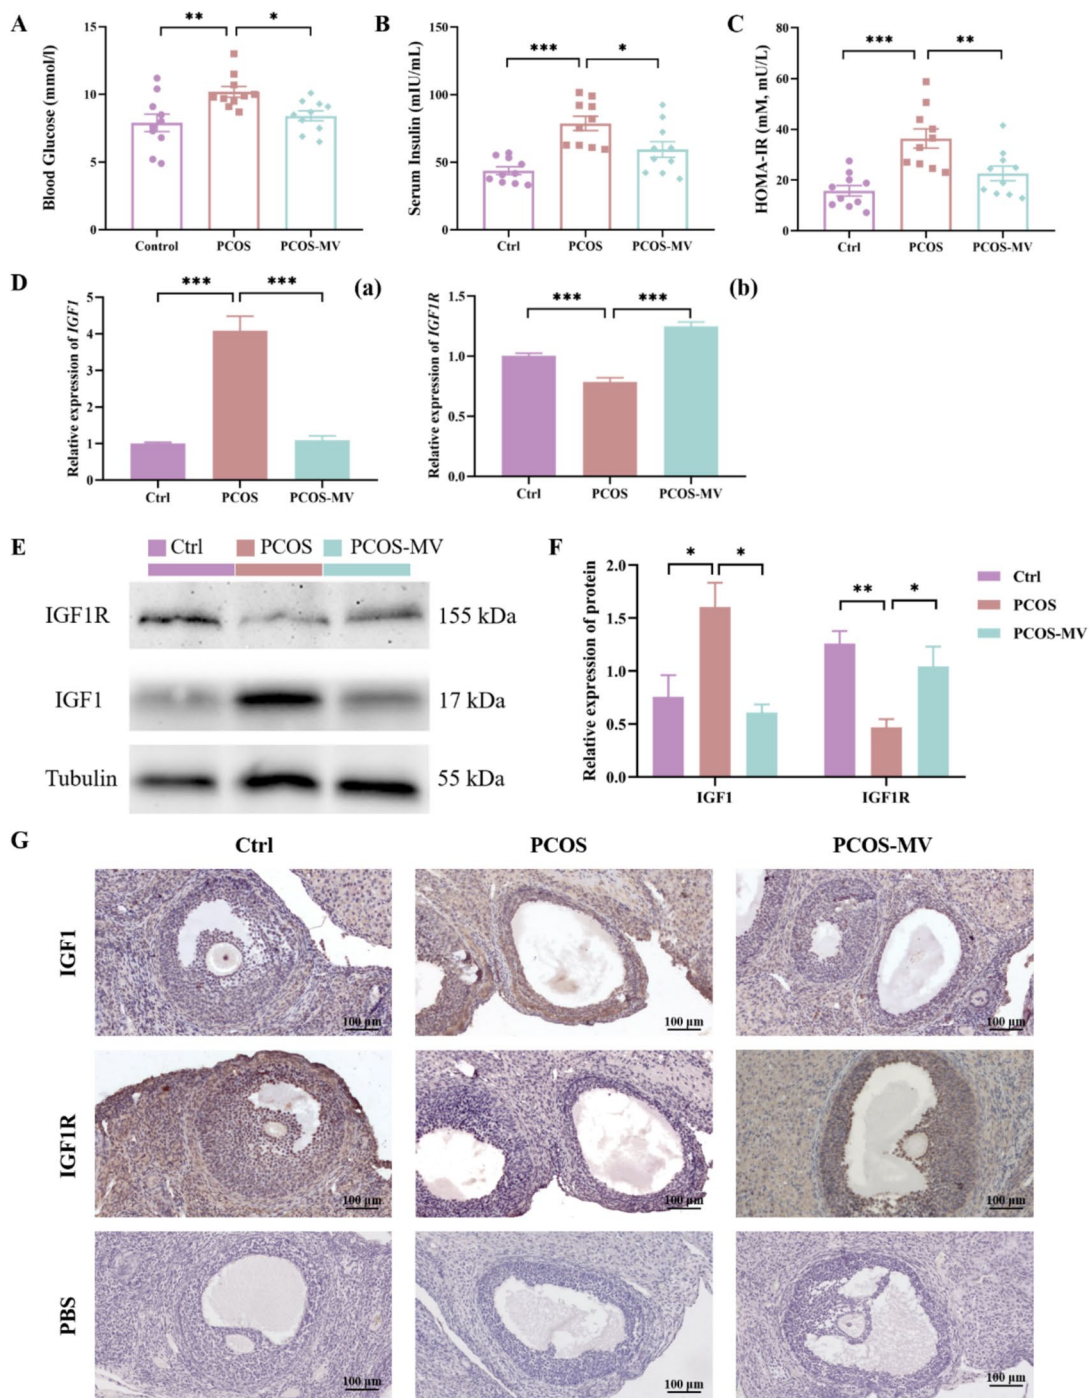 A
Blood Glucose (mmol/l)
15
10
5
0
** *
Control PCOS PCOS-MV
B
Serum Insulin (mIU/mL)
150
100
50
0
*** *
Ctrl PCOS PCOS-MV
C
HOMA-IR (mM, mU/L)
80
60
40
20
0
*** **
Ctrl PCOS PCOS-MV
D
(a)
Relative expression of IGF1
5
4
3
2
1
0
*** ***
Ctrl PCOS PCOS-MV
(b)
Relative expression of IGF1R
1.5
1.0
0.5
0.0
*** ***
Ctrl PCOS PCOS-MV
E
Ctrl PCOS PCOS-MV
IGF1R 155 kDa
IGF1 17 kDa
Tubulin 55 kDa
F
Relative expression of protein
2.0
1.5
1.0
0.5
0.0
* * ** *
IGF1 IGF1R
Ctrl
PCOS
PCOS-MV
G
Ctrl PCOS PCOS-MV
IGF1
100 μm 100 μm 100 μm
IGF1R
100 μm 100 μm 100 μm
PBS
100 μm 100 μm 100 μm